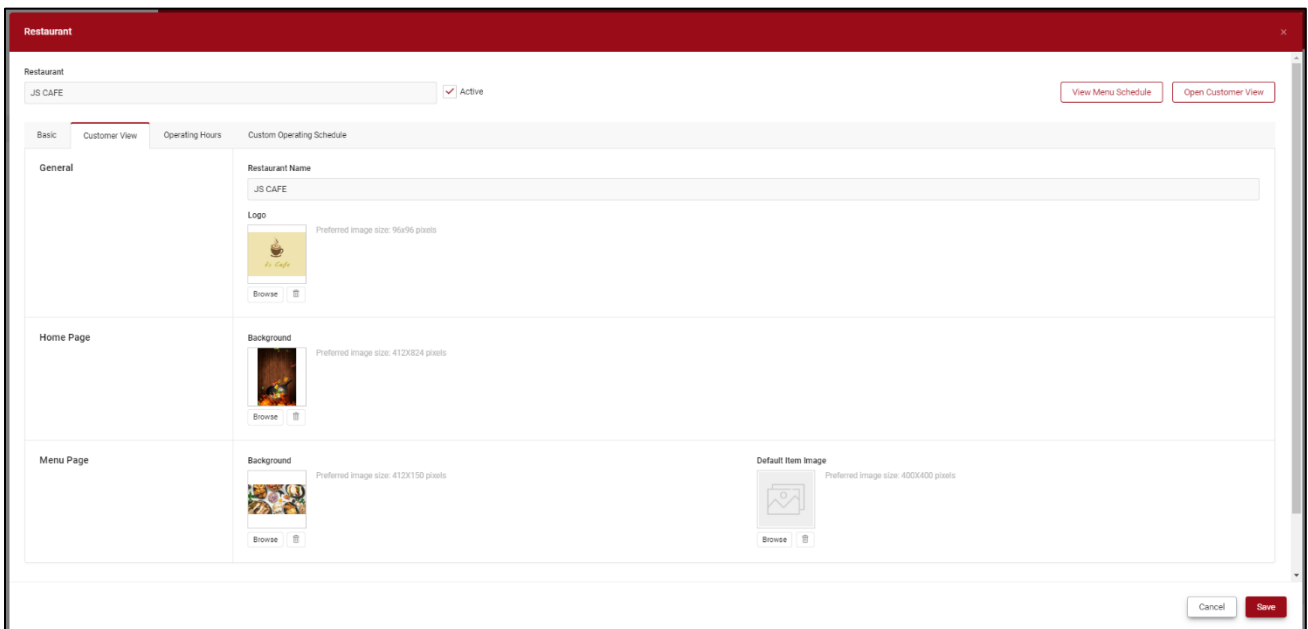 Restaurant
×
Restaurant
JS CAFE
Active
View Menu Schedule
Open Customer View
Basic
Customer View
Operating Hours
Custom Operating Schedule
General
Restaurant Name
JS CAFE
Logo
Preferred image size: 96x96 pixels
Js Cafe
Browse
Home Page
Background
Preferred image size: 412X824 pixels
Browse
Menu Page
Background
Preferred image size: 412X150 pixels
Browse
Default Item Image
Preferred image size: 400X400 pixels
Browse
Cancel
Save